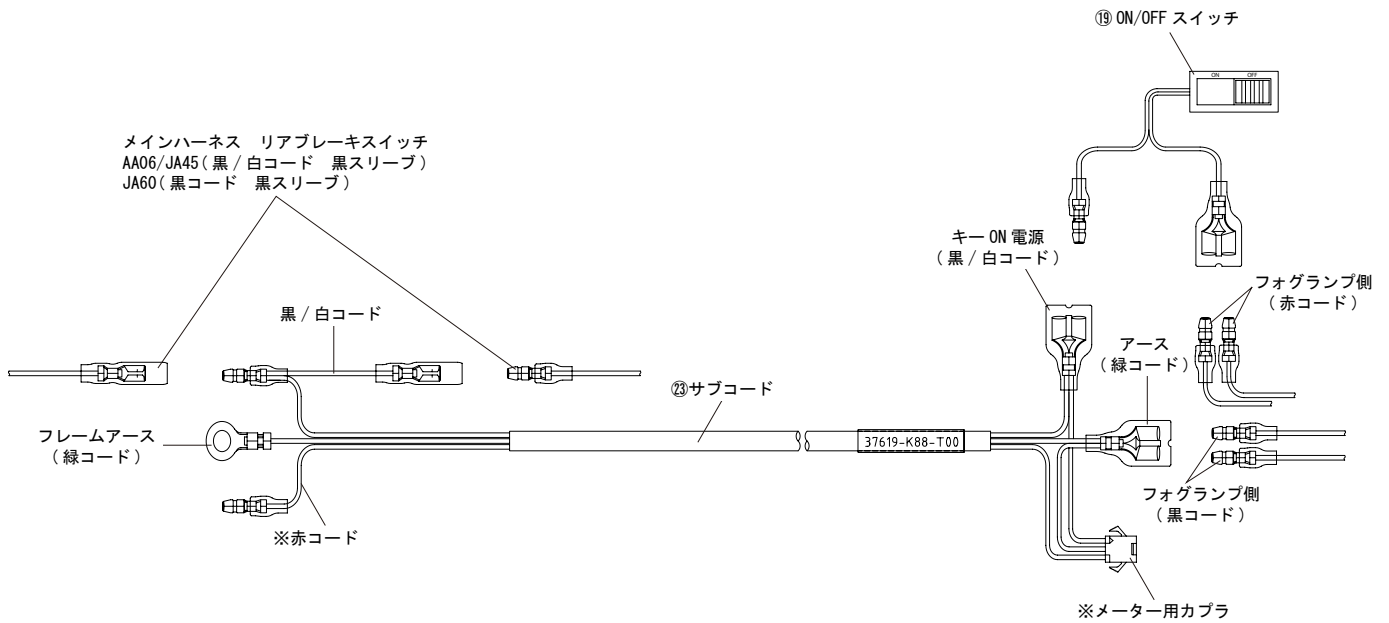 ⑲ ON/OFF スイッチ
ON OFF
メインハーネス リアブレーキスイッチ
AA06/JA45( 黒 / 白コード 黒スリーブ )
JA60( 黒コード 黒スリーブ )
キー ON 電源
( 黒 / 白コード )
フォグランプ側
( 赤コード )
黒 / 白コード
アース
( 緑コード )
㉓サブコード
フレームアース
( 緑コード )
37619-K88-T00
フォグランプ側
( 黒コード )
※赤コード
※メーター用カプラ